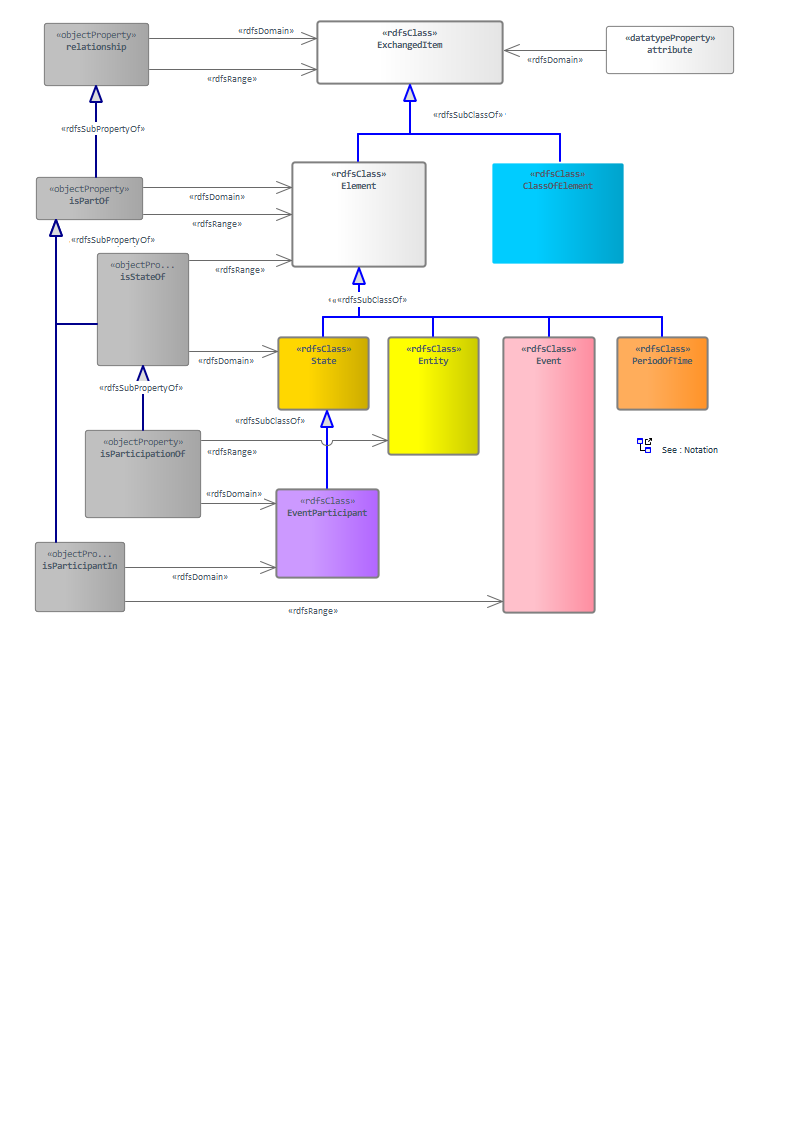 «objectProperty»
relationship
«rdfsDomain»
«rdfsRange»
«rdfsClass»
ExchangedItem
«datatypeProperty»
attribute
«rdfsDomain»
«rdfsSubPropertyOf»
«rdfsSubClassOf»
«objectProperty»
isPartOf
«rdfsDomain»
«rdfsRange»
«rdfsClass»
Element
«rdfsClass»
ClassOfElement
«rdfsSubPropertyOf»
«objectPro...
isStateOf
«rdfsRange»
«rdfsSubClassOf»
«rdfsDomain»
«rdfsClass»
State
«rdfsClass»
Entity
«rdfsClass»
Event
«rdfsClass»
PeriodOfTime
«rdfsSubPropertyOf»
«rdfsSubClassOf»
«objectProperty»
isParticipationOf
«rdfsRange»
«rdfsDomain»
See : Notation
«rdfsClass»
EventParticipant
«objectPro...
isParticipantIn
«rdfsDomain»
«rdfsRange»